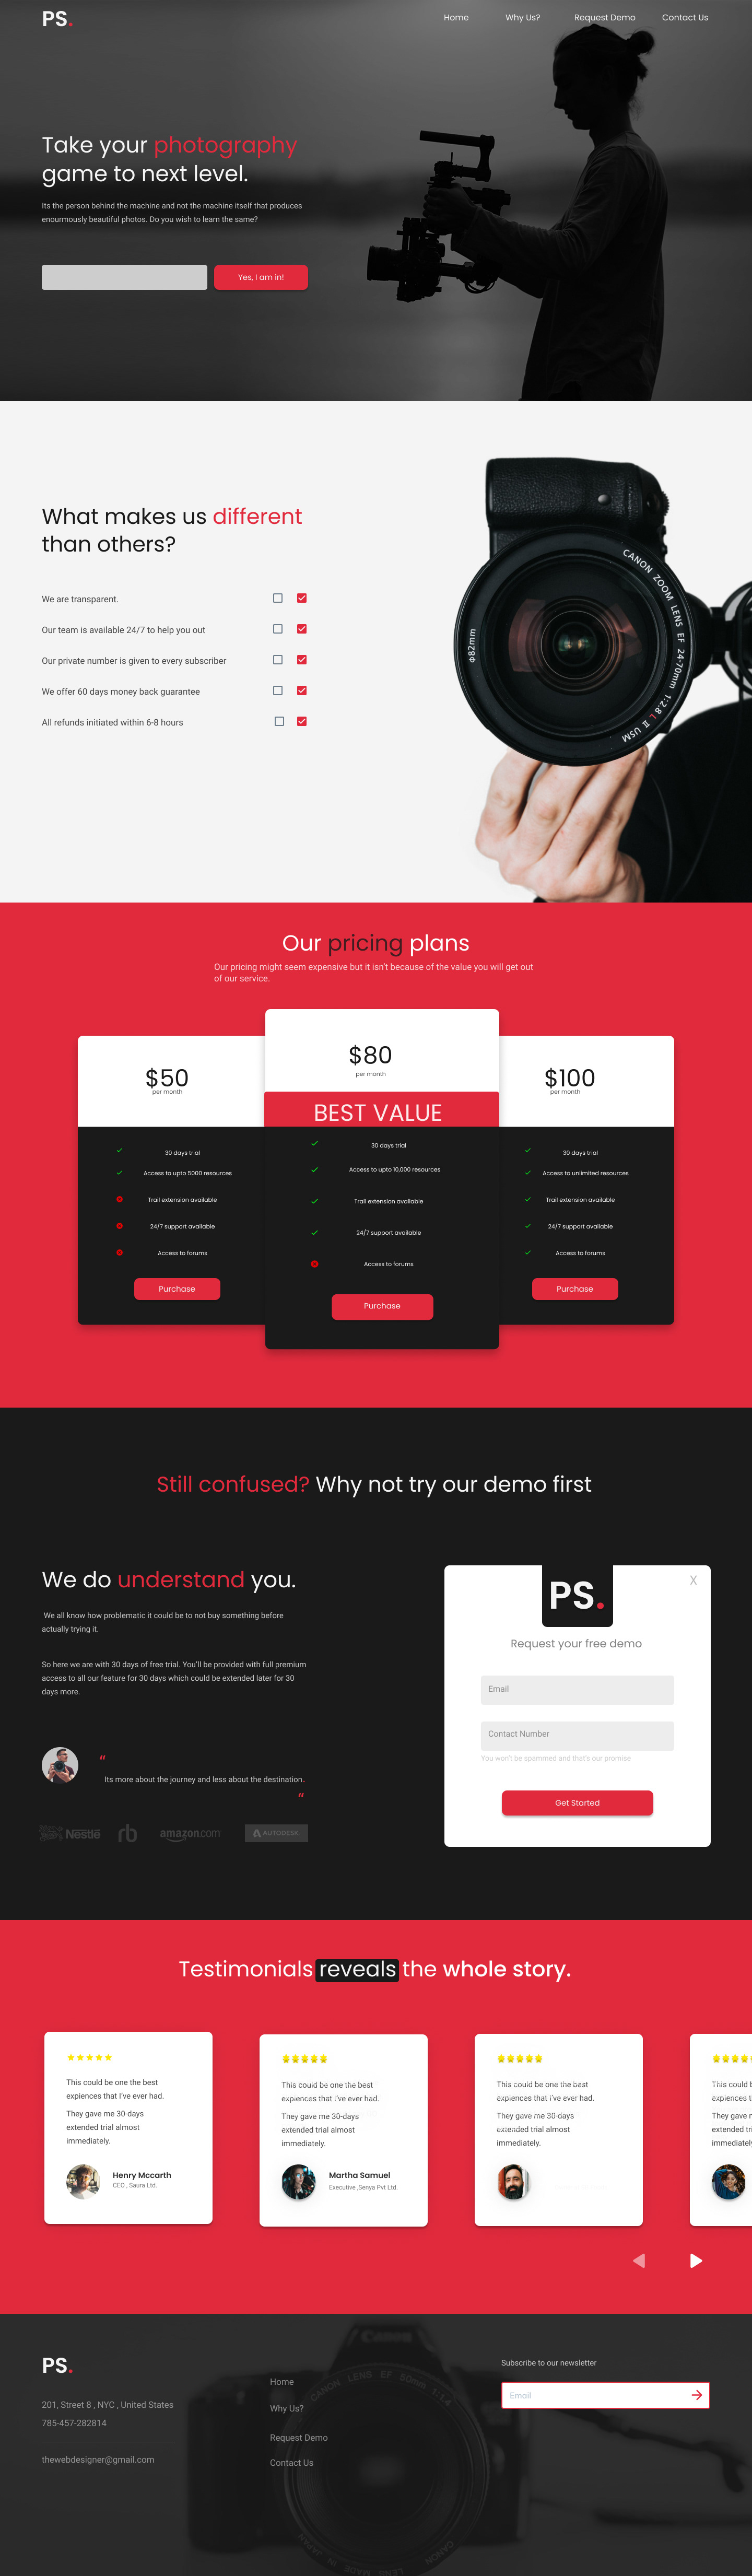 PS.
Home
Why Us?
Request Demo
Contact Us
Take your photography
game to next level.
Its the person behind the machine and not the machine itself that produces
enourmously beautiful photos. Do you wish to learn the same?
Yes, I am in!
What makes us different
than others?
We are transparent.
Our team is available 24/7 to help you out
Our private number is given to every subscriber
We offer 60 days money back guarantee
All refunds initiated within 6-8 hours
CANON ZOOM LENS EF 24-70mm 1:2.8 L II USM
Φ82mm
Our pricing plans
Our pricing might seem expensive but it isn't because of the value you will get out
of our service.
$50
per month
30 days trial
Access to upto 5000 resources
Trail extension available
24/7 support available
Access to forums
Purchase
$80
per month
BEST VALUE
30 days trial
Access to upto 10,000 resources
Trail extension available
24/7 support available
Access to forums
Purchase
$100
per month
30 days trial
Access to unlimited resources
Trail extension available
24/7 support available
Access to forums
Purchase
Still confused? Why not try our demo first
We do understand you.
We all know how problematic it could be to not buy something before
actually trying it.
So here we are with 30 days of free trial. You'll be provided with full premium
access to all our feature for 30 days which could be extended later for 30
days more.
“
Its more about the journey and less about the destination.
“
Nestle
rb
amazon.com
AUTODESK
X
PS.
Request your free demo
Email
Contact Number
You won't be spammed and that's our promise
Get Started
Testimonials reveals the whole story.
This could be one the best
expiences that I've ever had.
They gave me 30-days
extended trial almost
immediately.
Henry Mccarth
CEO , Saura Ltd.
This could be one the best
expiences that I've ever had.
They gave me 30-days
extended trial almost
immediately.
Martha Samuel
Executive ,Senya Pvt Ltd.
This could be one the best
expiences that I've ever had.
They gave me 30-days
extended trial almost
immediately.
This could b
expiences t
They gave r
extended tri
immediately
PS.
201, Street 8 , NYC , United States
785-457-282814
thewebdesigner@gmail.com
Home
Why Us?
Request Demo
Contact Us
Subscribe to our newsletter
Email
Canon
CANON LENS EF 50mm 1:1.4
CANON LENS MADE IN JAPAN